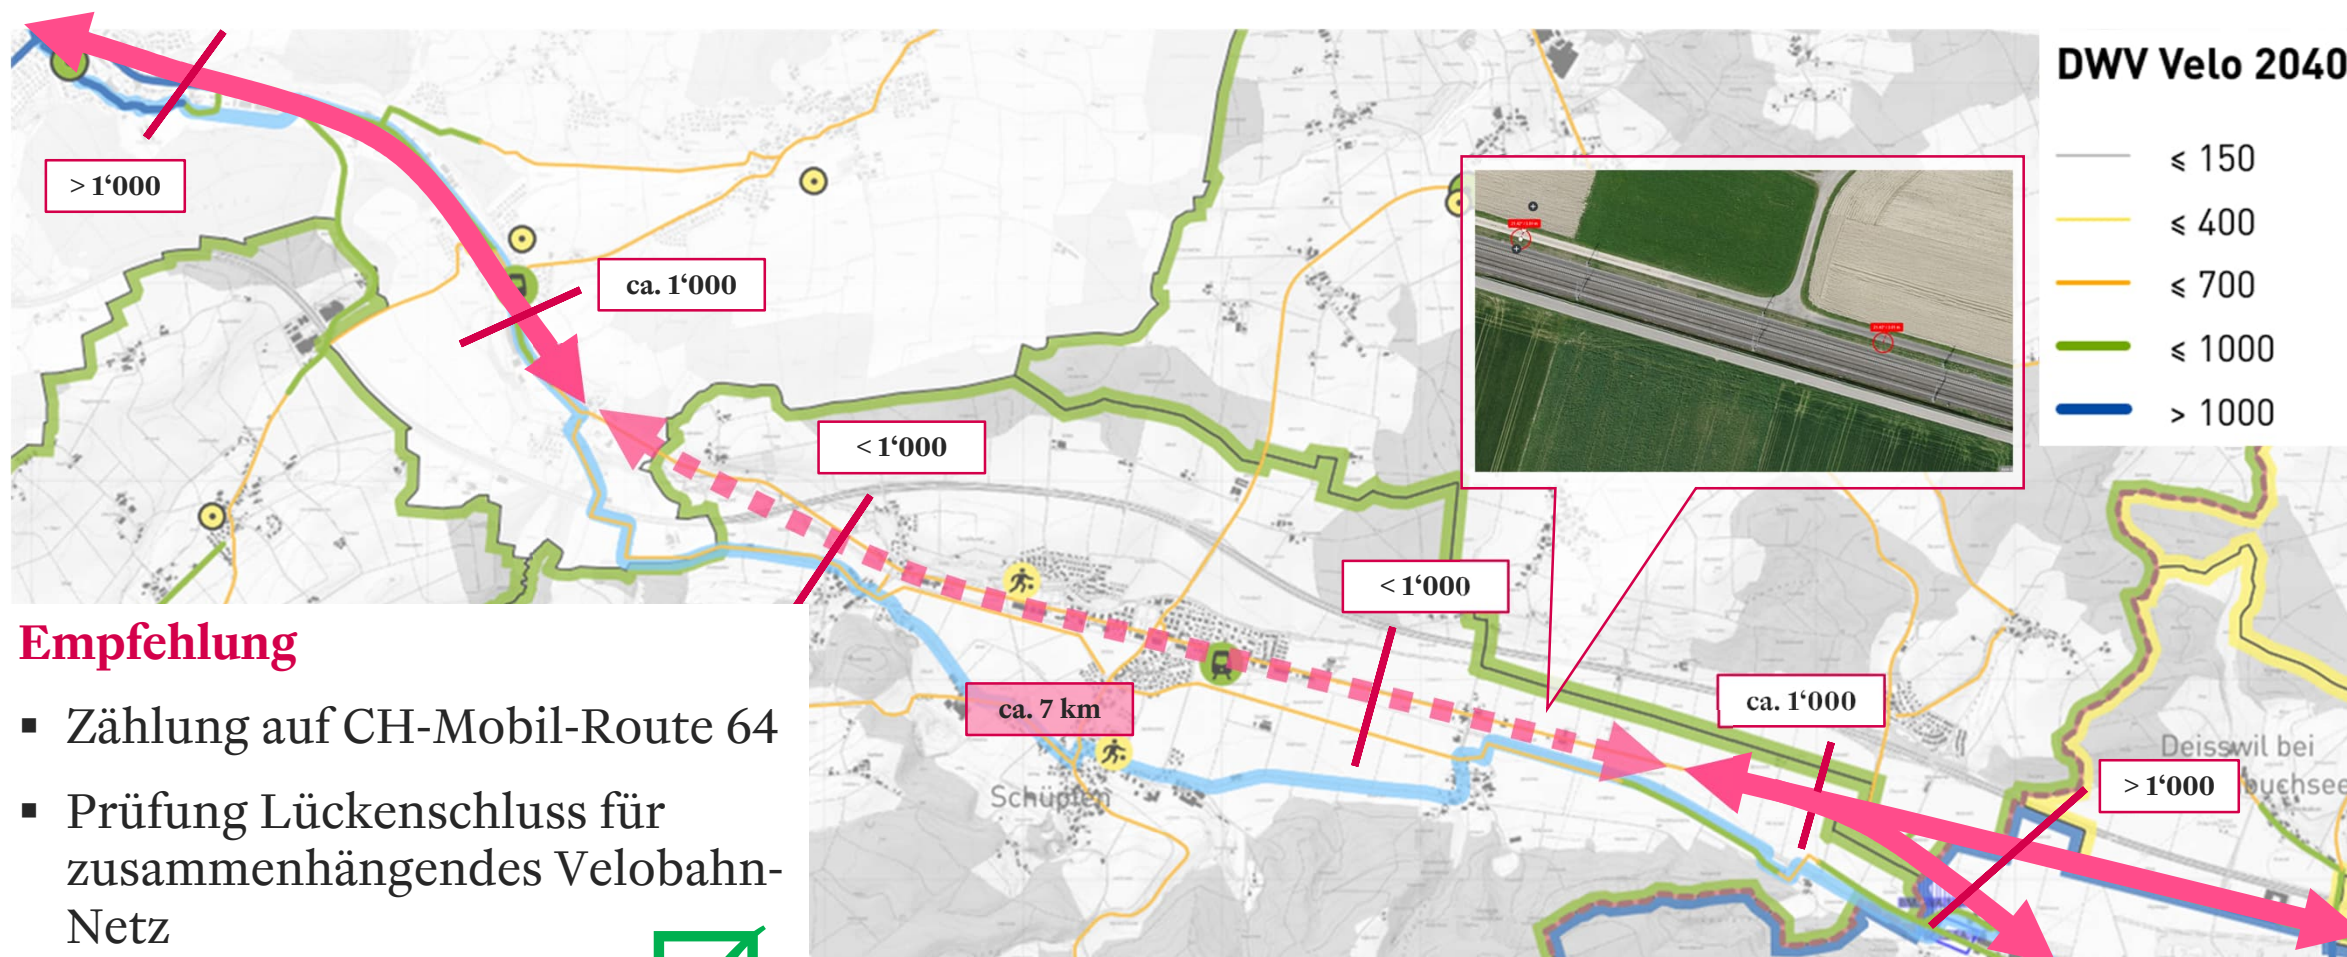 DWV Velo 2040
⩽ 150
⩽ 400
⩽ 700
⩽ 1000
> 1000
> 1‘000
ca. 1‘000
< 1‘000
< 1‘000
ca. 7 km
ca. 1‘000
> 1‘000
Deisswil bei
buchsee
Schüpfen
Empfehlung
▪ Zählung auf CH-Mobil-Route 64
▪ Prüfung Lückenschluss für
zusammenhängendes Velobahn-
Netz